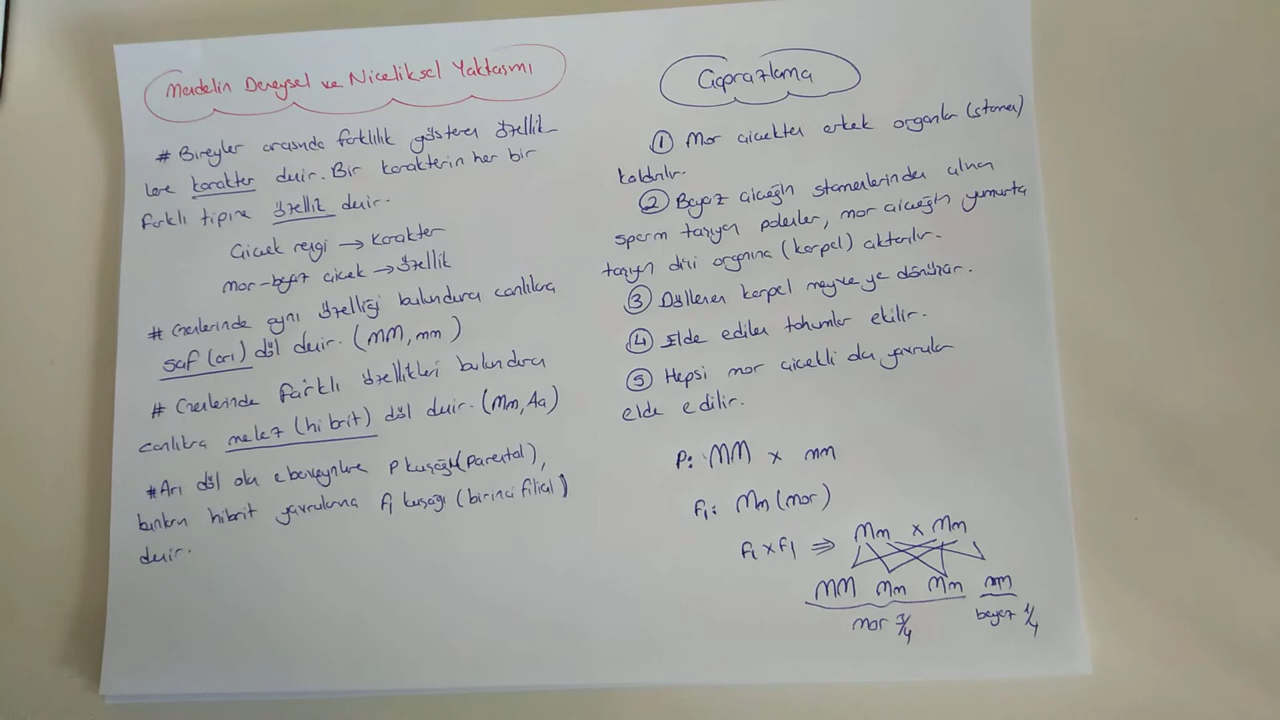 Mendelin Deneysel ve Niceliksel Yaklaşımı
# Bireyler arasında farklılık gösteren özellik
lere karakter denir. Bir karakterin her bir
farklı tipine özellik denir.
Çiçek rengi → Karakter
mor-beyaz çiçek → özellik
# Genlerinde aynı özelliği bulunduran canlılara
saf (arı) döl denir. (MM, mm)
# Genlerinde farklı özellikleri bulunduran
canlılara melez (hibrit) döl denir. (Mm, Aa)
#Arı döl olan ebeveynlere P kuşağı (Parental),
bunların hibrit yavrularına F1 kuşağı (birinci filial)
denir.
Çaprazlama
① Mor çiçekten erkek organlar (stamen)
kaldırılır.
② Beyaz çiçeğin stamenlerinden alınan
sperm taşıyan polenler, mor çiçeğin yumurta
taşıyan dişi organına (karpel) aktarılır.
③ Döllenen karpel meyve ye dönüşür.
④ Elde edilen tohumlar ekilir.
⑤ Hepsi mor çiçekli olan yavrular
elde edilir.
P: MM x mm
F1: Mm (mor)
F1 x F1 ⇒ Mm x Mm
MM Mm Mm mm
mor 3/4 beyaz 1/4